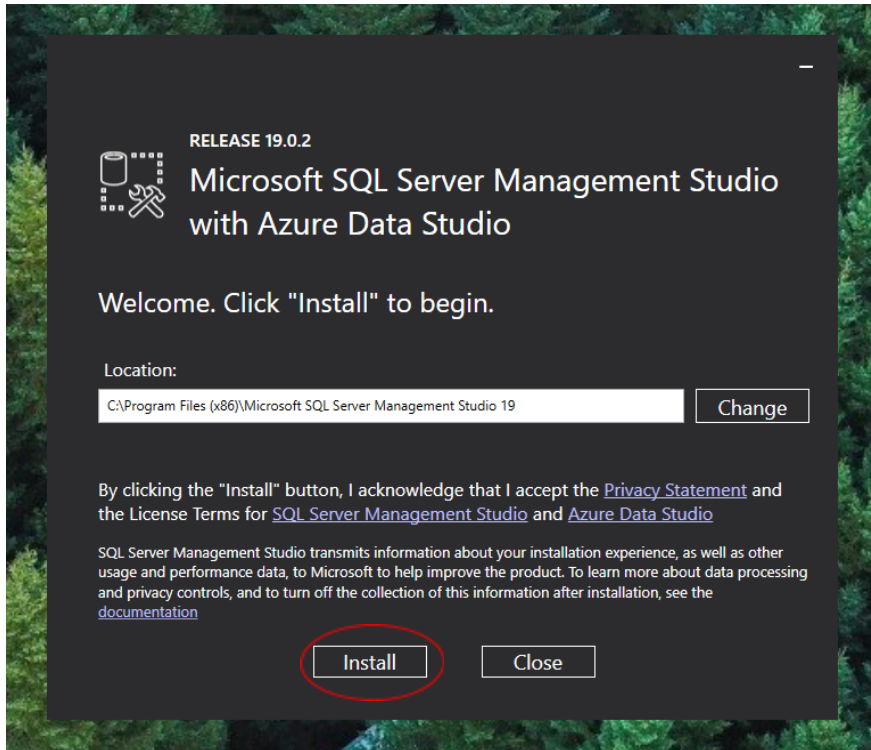 RELEASE 19.0.2
Microsoft SQL Server Management Studio
with Azure Data Studio
Welcome. Click "Install" to begin.
Location:
C:\Program Files (x86)\Microsoft SQL Server Management Studio 19
Change
By clicking the "Install" button, I acknowledge that I accept the Privacy Statement and
the License Terms for SQL Server Management Studio and Azure Data Studio
SQL Server Management Studio transmits information about your installation experience, as well as other
usage and performance data, to Microsoft to help improve the product. To learn more about data processing
and privacy controls, and to turn off the collection of this information after installation, see the
documentation
Install
Close